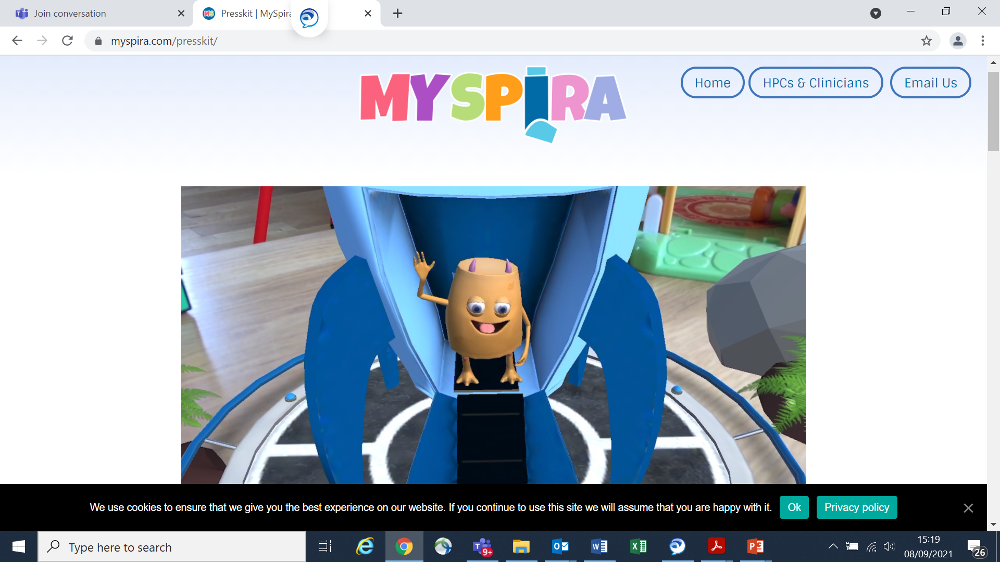 Join conversation
MS
Presskit | MySpira
myspira.com/presskit/
MYSPIRA
Home
HPCs & Clinicians
Email Us
We use cookies to ensure that we give you the best experience on our website. If you continue to use this site we will assume that you are happy with it.
Ok
Privacy policy
Type here to search
9+
15:19
08/09/2021
26